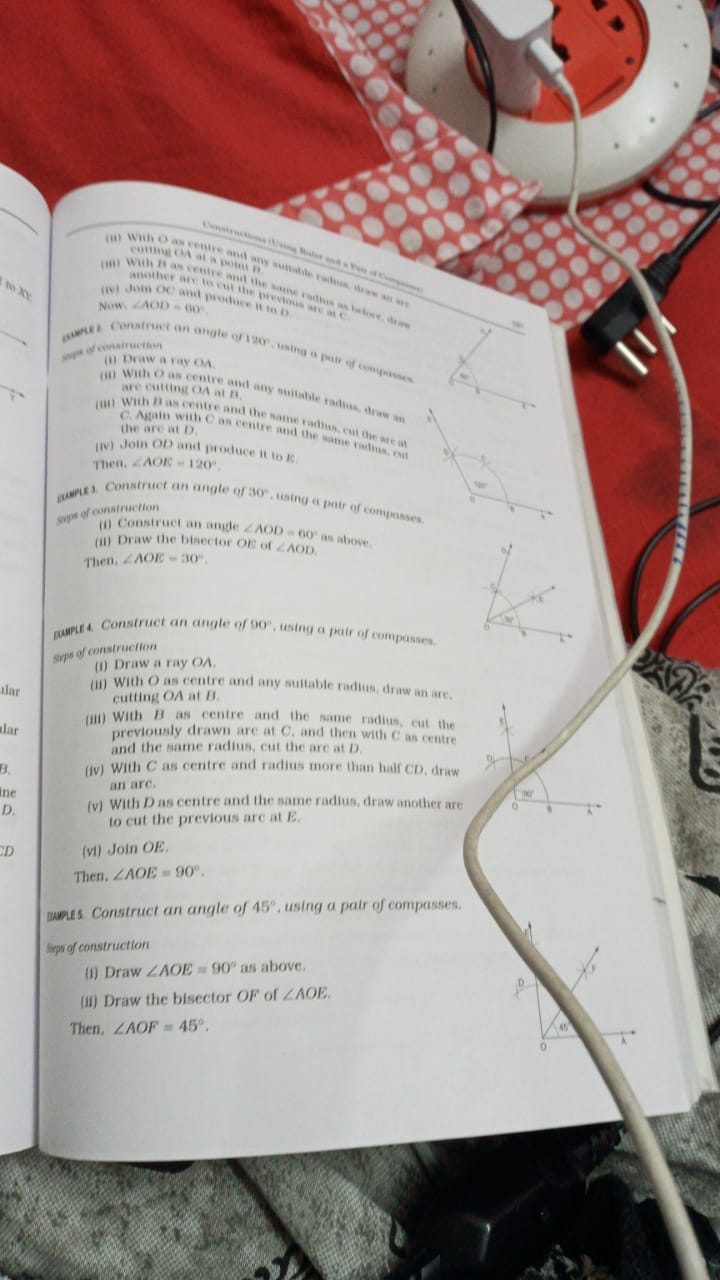 Constructions (Using Ruler and a Pair of Compasses)
(ii) With O as centre and any suitable radius, draw an arc
cutting OA at a point B.
(iii) With B as centre and the same radius as before, draw
another arc to cut the previous arc at C.
(iv) Join OC and produce it to D.
Now, ∠AOD = 60°.
EXAMPLE 2. Construct an angle of 120°, using a pair of compasses.
Steps of construction
(i) Draw a ray OA.
(ii) With O as centre and any suitable radius, draw an
arc cutting OA at B.
(iii) With B as centre and the same radius, cut the arc at
C. Again with C as centre and the same radius, cut
the arc at D.
(iv) Join OD and produce it to E.
Then, ∠AOE = 120°.
120°
EXAMPLE 3. Construct an angle of 30°, using a pair of compasses.
Steps of construction
(i) Construct an angle ∠AOD = 60° as above.
(ii) Draw the bisector OE of ∠AOD.
Then, ∠AOE = 30°.
30°
EXAMPLE 4. Construct an angle of 90°, using a pair of compasses.
Steps of construction
(i) Draw a ray OA.
(ii) With O as centre and any suitable radius, draw an arc,
cutting OA at B.
(iii) With B as centre and the same radius, cut the
previously drawn arc at C, and then with C as centre
and the same radius, cut the arc at D.
(iv) With C as centre and radius more than half CD, draw
an arc.
(v) With D as centre and the same radius, draw another arc
to cut the previous arc at E.
(vi) Join OE.
Then, ∠AOE = 90°.
D
90°
O B A
EXAMPLE 5. Construct an angle of 45°, using a pair of compasses.
Steps of construction
(i) Draw ∠AOE = 90° as above.
(ii) Draw the bisector OF of ∠AOE.
Then, ∠AOF = 45°.
D F
45°
O A
to XY.
B.
D.
CD